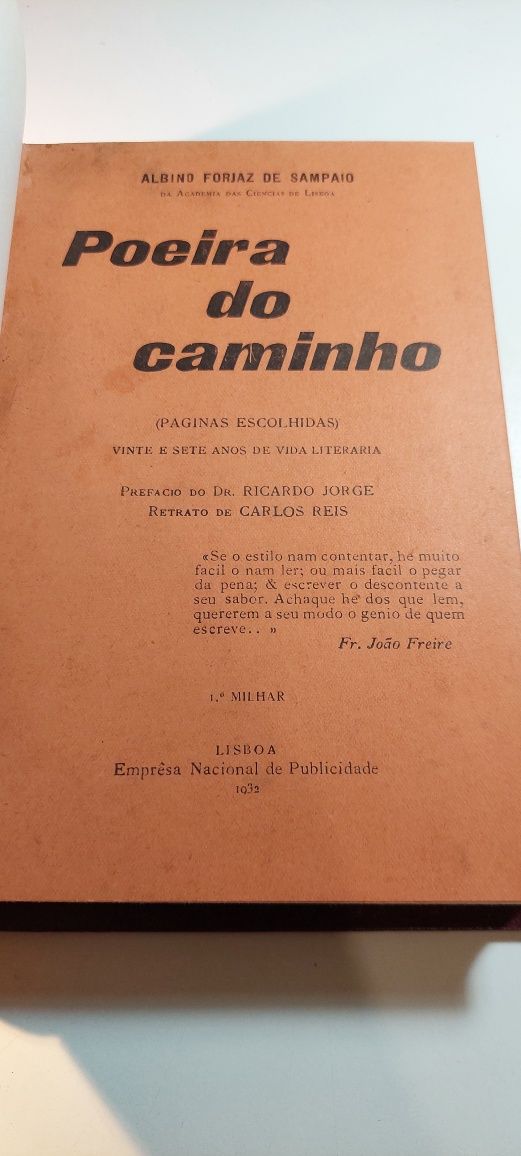 ALBINO FORJAZ DE SAMPAIO
DA ACADEMIA DAS CIENCIAS DE LISBOA
Poeira
do
caminho
(PAGINAS ESCOLHIDAS)
VINTE E SETE ANOS DE VIDA LITERARIA
PREFACIO DO DR. RICARDO JORGE
RETRATO DE CARLOS REIS
«Se o estilo nam contentar, hé muito
facil o nam ler; ou mais facil o pegar
da pena; & escrever o descontente a
seu sabor. Achaque he dos que lem,
quererem a seu modo o genio de quem
escreve.. »
Fr. João Freire
1.º MILHAR
LISBOA
Emprêsa Nacional de Publicidade
1932